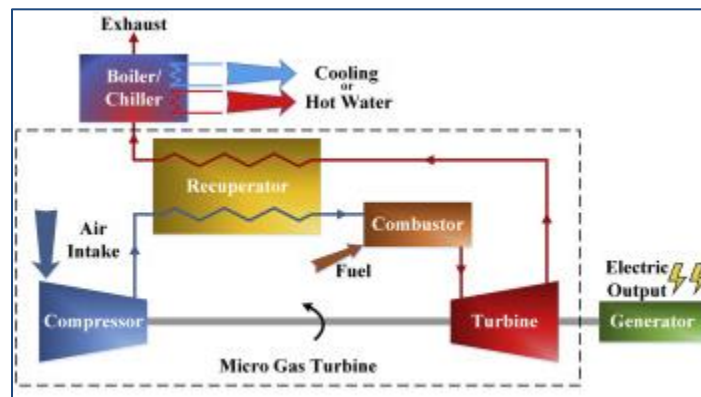 Exhaust
Boiler/
Chiller
Cooling
or
Hot Water
Recuperator
Air
Intake
Combustor
Fuel
Electric
Output
Compressor
Turbine
Generator
Micro Gas Turbine